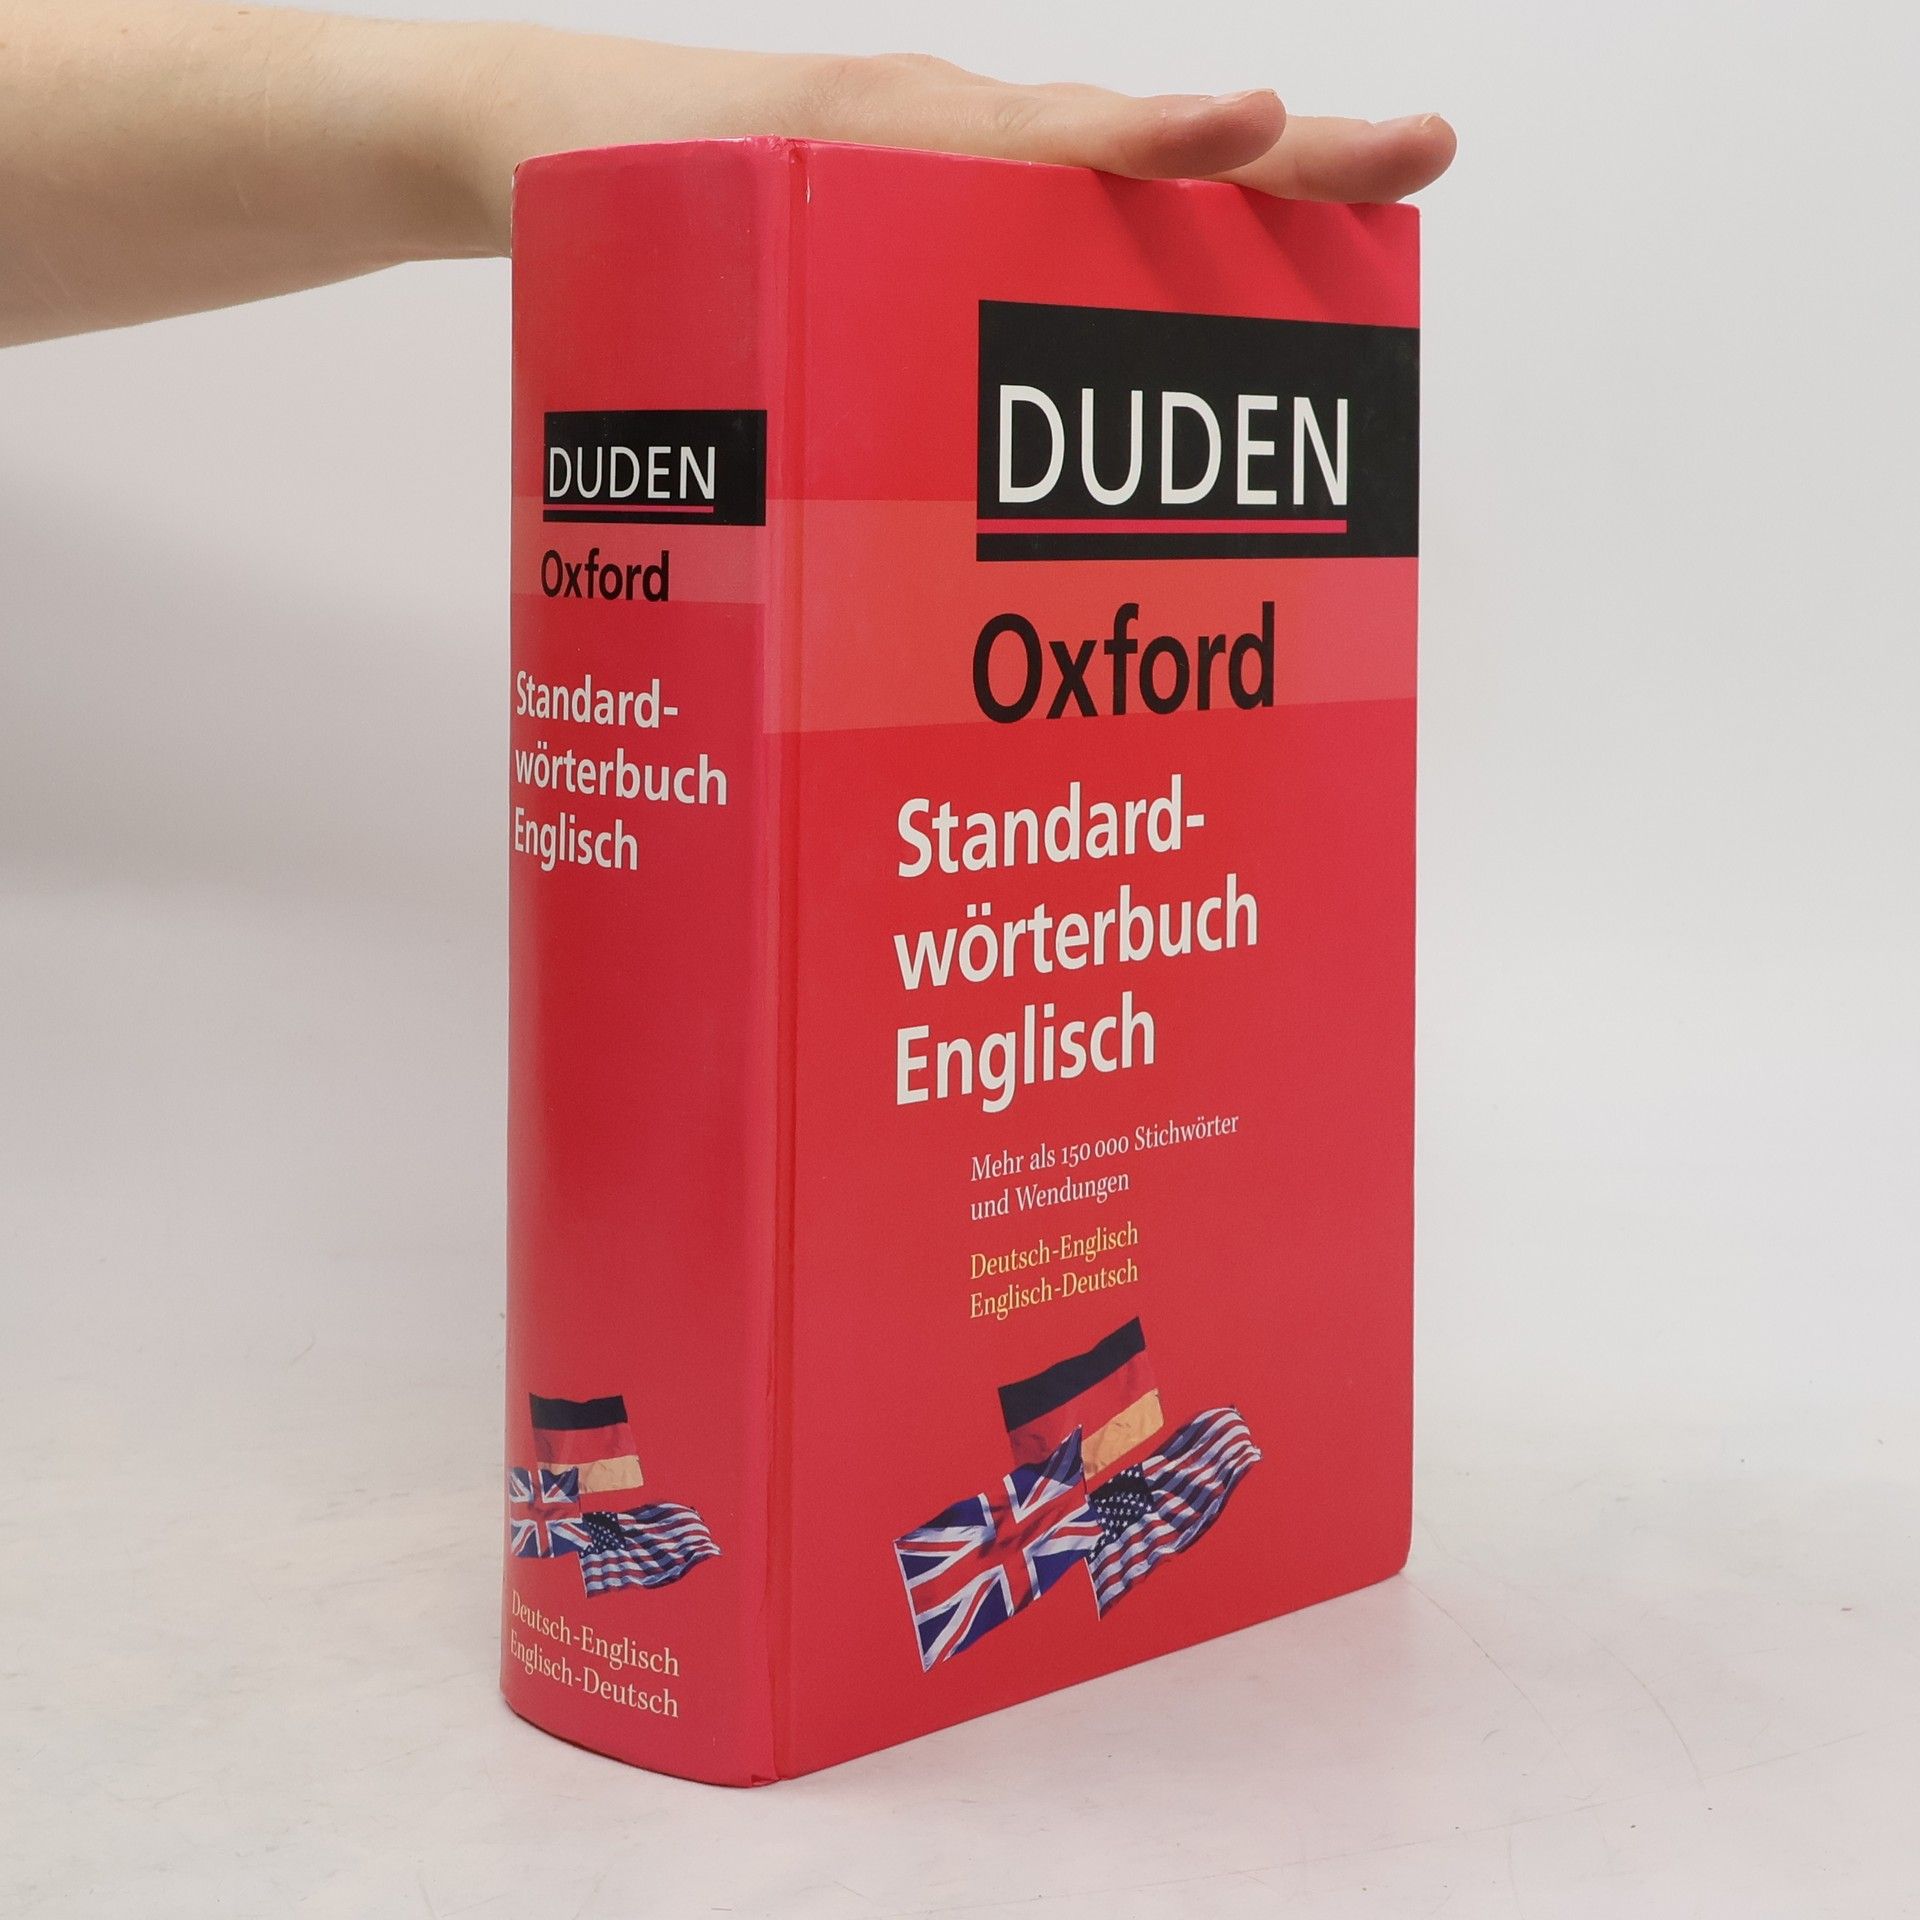 DUDEN
Oxford
Standard-
wörterbuch
Englisch
Deutsch-Englisch
Englisch-Deutsch
DUDEN
Oxford
Standard-
wörterbuch
Englisch
Mehr als 150 000 Stichwörter
und Wendungen
Deutsch-Englisch
Englisch-Deutsch